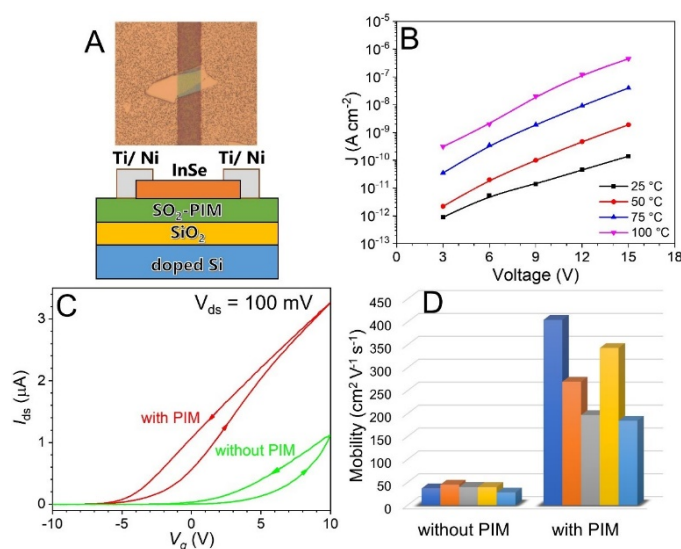 A
Ti/ Ni
InSe
Ti/ Ni
SO₂-PIM
SiO₂
doped Si
B
J (A cm⁻²)
10⁻⁵
10⁻⁶
10⁻⁷
10⁻⁸
10⁻⁹
10⁻¹⁰
10⁻¹¹
10⁻¹²
10⁻¹³
0 3 6 9 12 15 18
Voltage (V)
25 °C
50 °C
75 °C
100 °C
C
V_ds = 100 mV
I_ds (μA)
3
2
1
0
with PIM
without PIM
-10 -5 0 5 10
V_g (V)
D
Mobility (cm² V⁻¹ s⁻¹)
450
400
350
300
250
200
150
100
50
0
without PIM with PIM